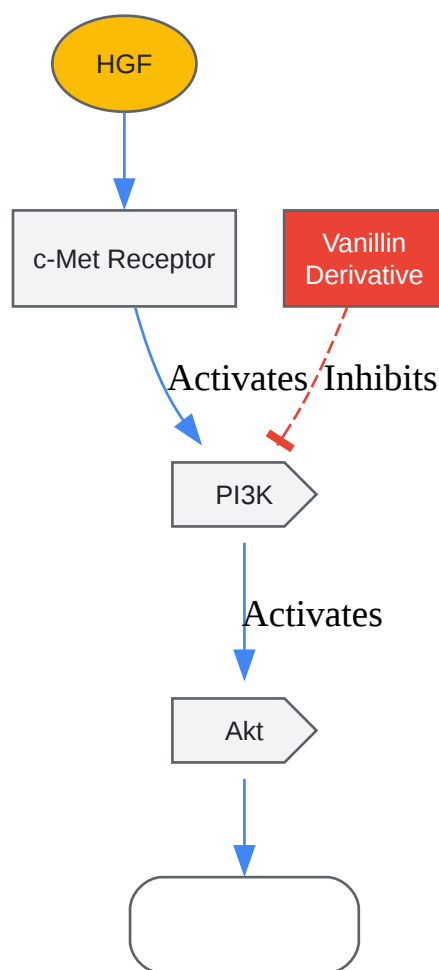 HGF
c-Met Receptor
Vanillin
Derivative
Activates
Inhibits
PI3K
Activates
Akt